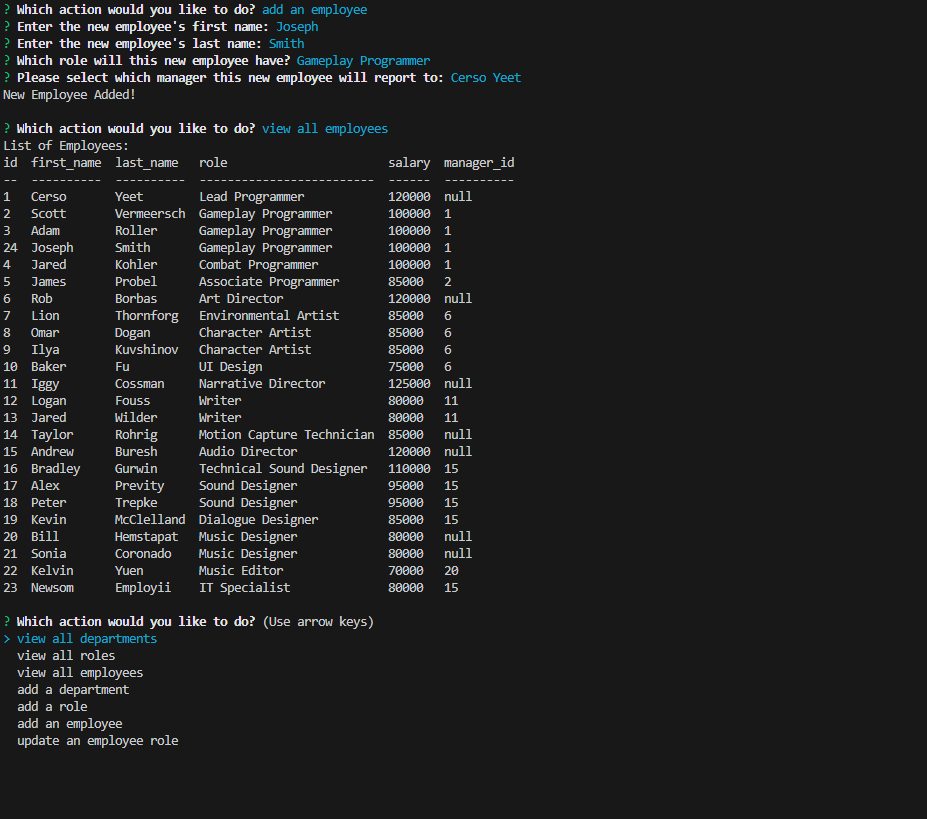 ? Which action would you like to do? add an employee
? Enter the new employee's first name: Joseph
? Enter the new employee's last name: Smith
? Which role will this new employee have? Gameplay Programmer
? Please select which manager this new employee will report to: Cerso Yeet
New Employee Added!

? Which action would you like to do? view all employees
List of Employees:
id  first_name  last_name   role                       salary  manager_id
--  ----------  ----------  -------------------------  ------  ----------
1   Cerso       Yeet        Lead Programmer            120000  null
2   Scott       Vermeersch  Gameplay Programmer        100000  1
3   Adam        Roller      Gameplay Programmer        100000  1
24  Joseph      Smith       Gameplay Programmer        100000  1
4   Jared       Kohler      Combat Programmer          100000  1
5   James       Probel      Associate Programmer       85000   2
6   Rob         Borbas      Art Director               120000  null
7   Lion        Thornforg   Environmental Artist       85000   6
8   Omar        Dogan       Character Artist           85000   6
9   Ilya        Kuvshinov   Character Artist           85000   6
10  Baker       Fu          UI Design                  75000   6
11  Iggy        Cossman     Narrative Director         125000  null
12  Logan       Fouss       Writer                     80000   11
13  Jared       Wilder      Writer                     80000   11
14  Taylor      Rohrig      Motion Capture Technician  85000   null
15  Andrew      Buresh      Audio Director             120000  null
16  Bradley     Gurwin      Technical Sound Designer   110000  15
17  Alex        Previty     Sound Designer             95000   15
18  Peter       Trepke      Sound Designer             95000   15
19  Kevin       McClelland  Dialogue Designer          85000   15
20  Bill        Hemstapat   Music Designer             80000   null
21  Sonia       Coronado    Music Designer             80000   null
22  Kelvin      Yuen        Music Editor               70000   20
23  Newsom      Employii    IT Specialist              80000   15

? Which action would you like to do? (Use arrow keys)
> view all departments
  view all roles
  view all employees
  add a department
  add a role
  add an employee
  update an employee role